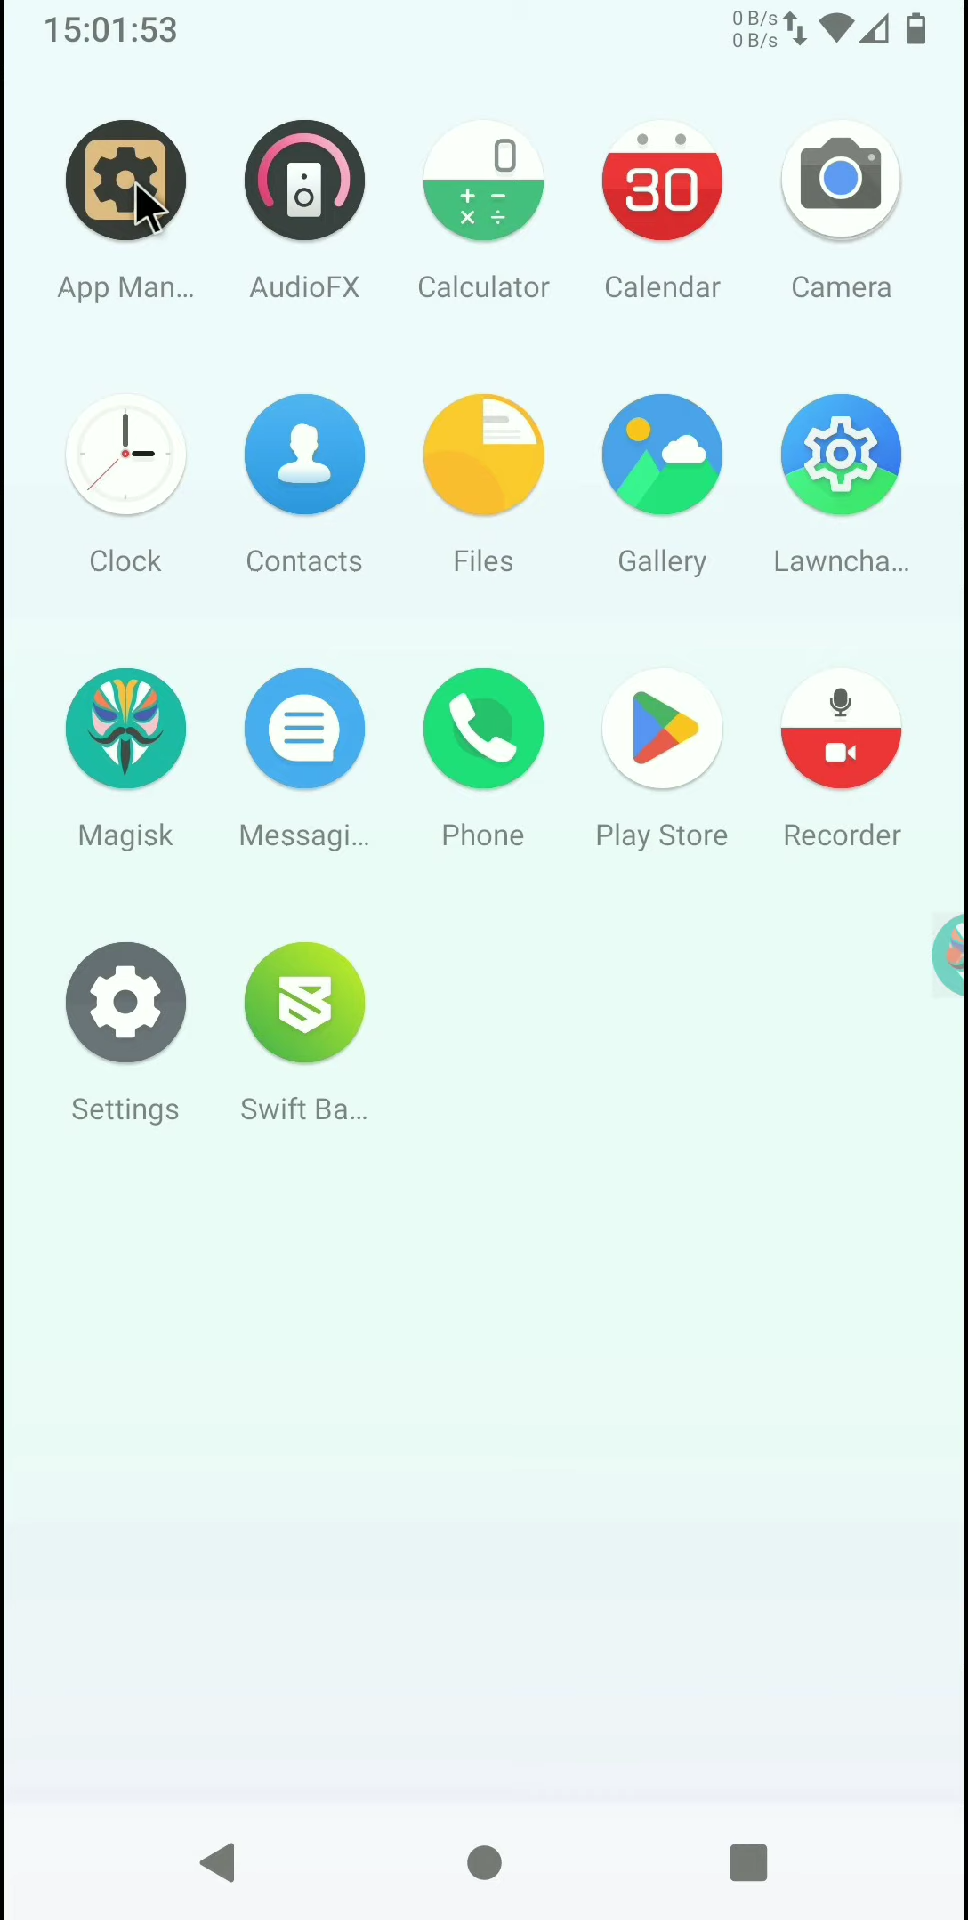 15:01:53
0 B/s
0 B/s
App Man...
AudioFX
Calculator
30
Calendar
Camera
Clock
Contacts
Files
Gallery
Lawncha...
Magisk
Messagi...
Phone
Play Store
Recorder
Settings
Swift Ba...